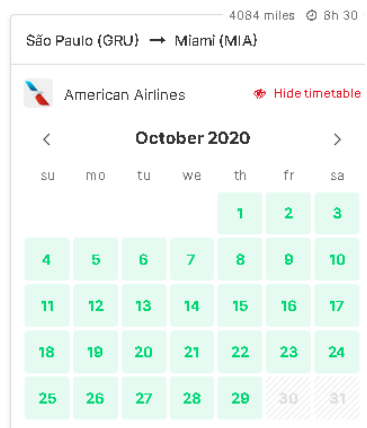 4084 miles 8h 30
São Paulo (GRU) → Miami (MIA)
American Airlines Hide timetable
< October 2020 >
su mo tu we th fr sa
1 2 3
4 5 6 7 8 9 10
11 12 13 14 15 16 17
18 19 20 21 22 23 24
25 26 27 28 29 30 31